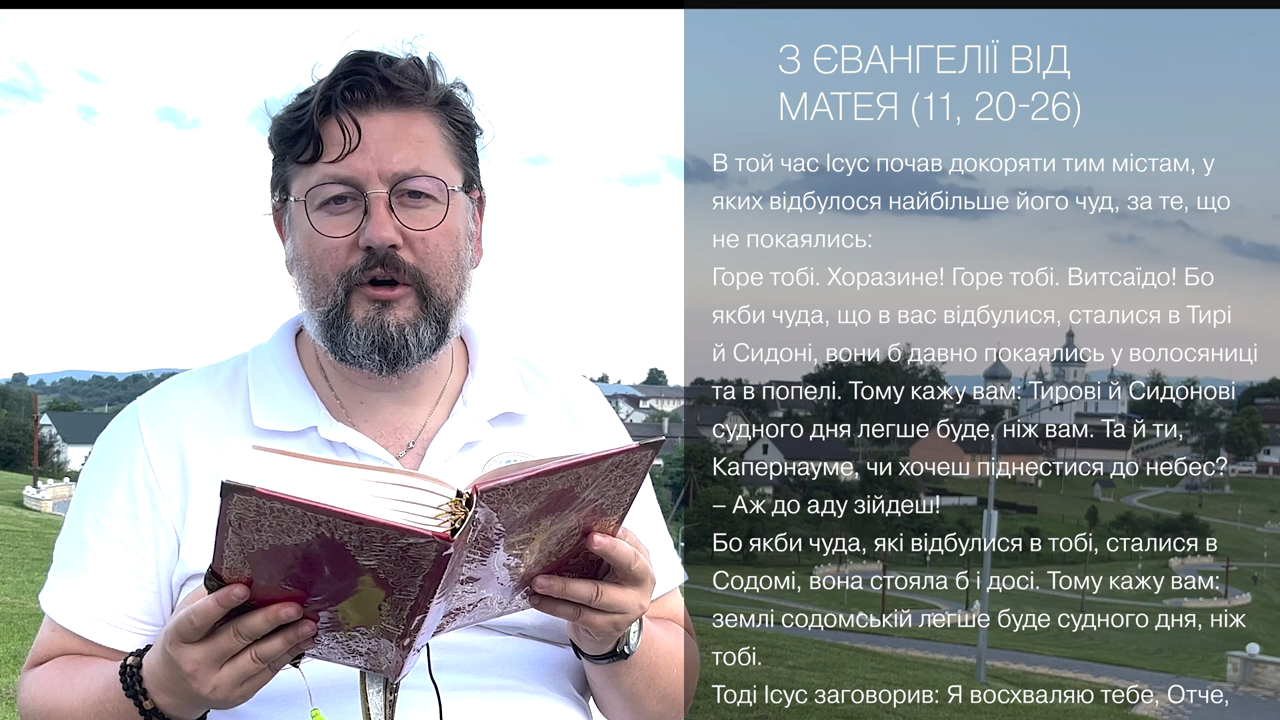 З ЄВАНГЕЛІЇ ВІД
МАТЕЯ (11, 20-26)
В той час Ісус почав докоряти тим містам, у
яких відбулося найбільше його чуд, за те, що
не покаялись:
Горе тобі. Хоразине! Горе тобі. Витсаїдо! Бо
якби чуда, що в вас відбулися, сталися в Тирі
й Сидоні, вони б давно покаялись у волосяниці
та в попелі. Тому кажу вам: Тирові й Сидонові
судного дня легше буде, ніж вам. Та й ти,
Капернауме, чи хочеш піднестися до небес?
– Аж до аду зійдеш!
Бо якби чуда, які відбулися в тобі, сталися в
Содомі, вона стояла б і досі. Тому кажу вам:
землі содомській легше буде судного дня, ніж
тобі.
Тоді Ісус заговорив: Я восхваляю тебе, Отче,